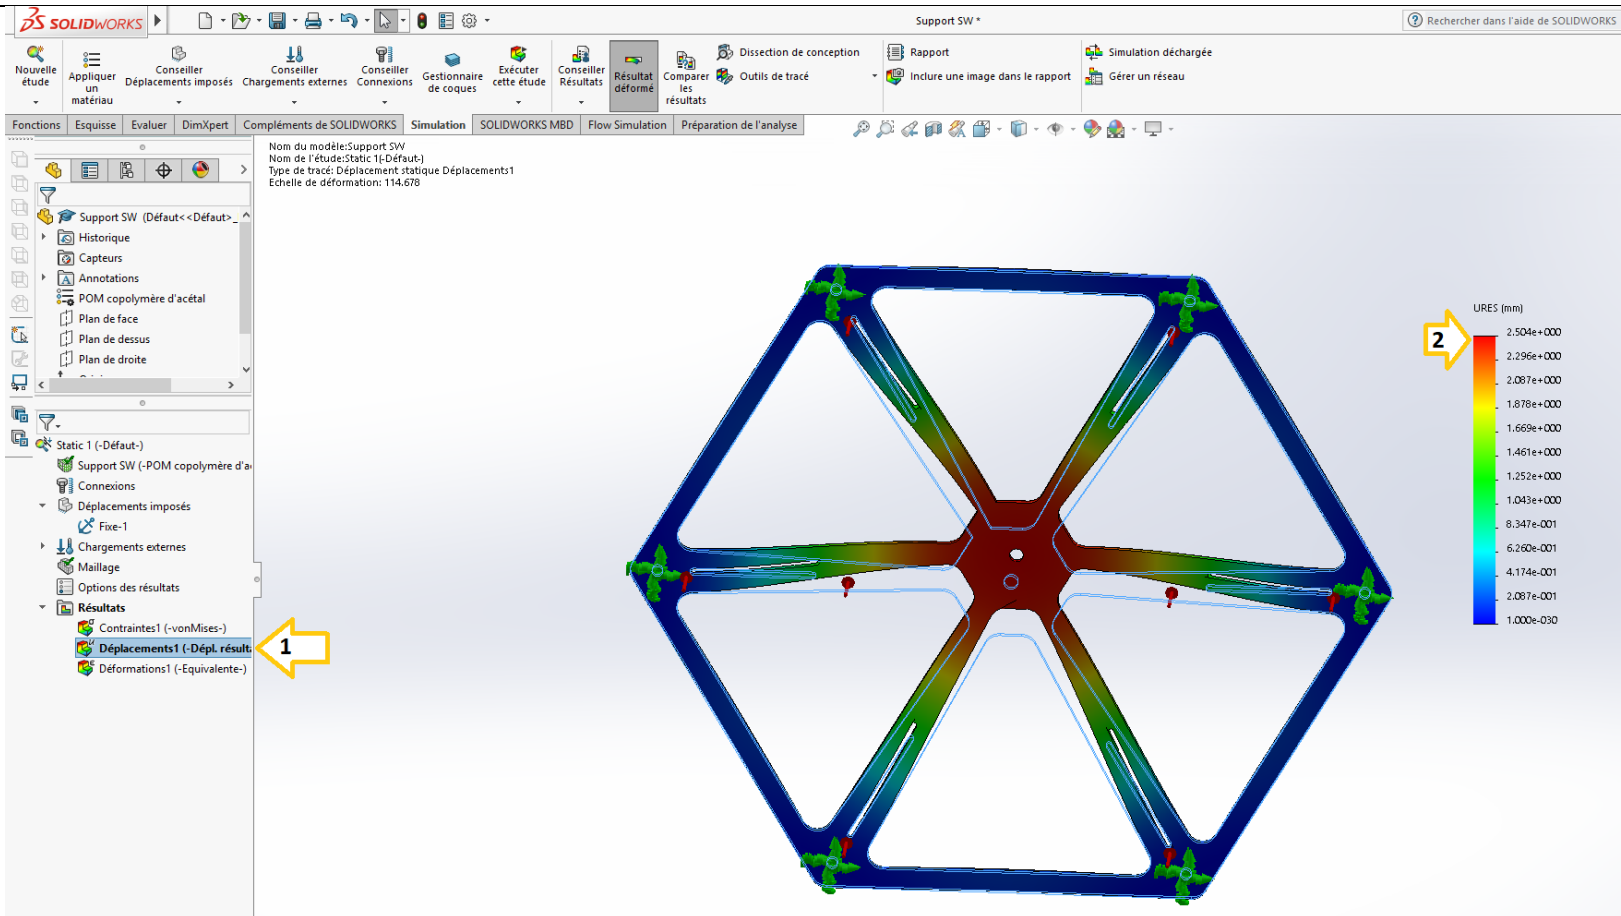 SOLIDWORKS
Support SW *
Rechercher dans l'aide de SOLIDWORKS
Nouvelle étude
Appliquer un matériau
Conseiller Déplacements imposés
Conseiller Chargements externes
Conseiller Connexions
Gestionnaire de coques
Exécuter cette étude
Conseiller Résultats
Résultat déformé
Comparer les résultats
Dissection de conception
Outils de tracé
Rapport
Inclure une image dans le rapport
Simulation déchargée
Gérer un réseau
Fonctions
Esquisse
Evaluer
DimXpert
Compléments de SOLIDWORKS
Simulation
SOLIDWORKS MBD
Flow Simulation
Préparation de l'analyse
Nom du modèle:Support SW
Nom de l'étude:Static 1(-Défaut-)
Type de tracé: Déplacement statique Déplacements1
Echelle de déformation: 114.678
Support SW (Défaut<<Défaut>_
Historique
Capteurs
Annotations
POM copolymère d'acétal
Plan de face
Plan de dessus
Plan de droite
Static 1 (-Défaut-)
Support SW (-POM copolymère d'a
Connexions
Déplacements imposés
Fixe-1
Chargements externes
Maillage
Options des résultats
Résultats
Contraintes1 (-vonMises-)
Déplacements1 (-Dépl. résult
Déformations1 (-Equivalente-)
1
2
URES (mm)
2.504e+000
2.296e+000
2.087e+000
1.878e+000
1.669e+000
1.461e+000
1.252e+000
1.043e+000
8.347e-001
6.260e-001
4.174e-001
2.087e-001
1.000e-030